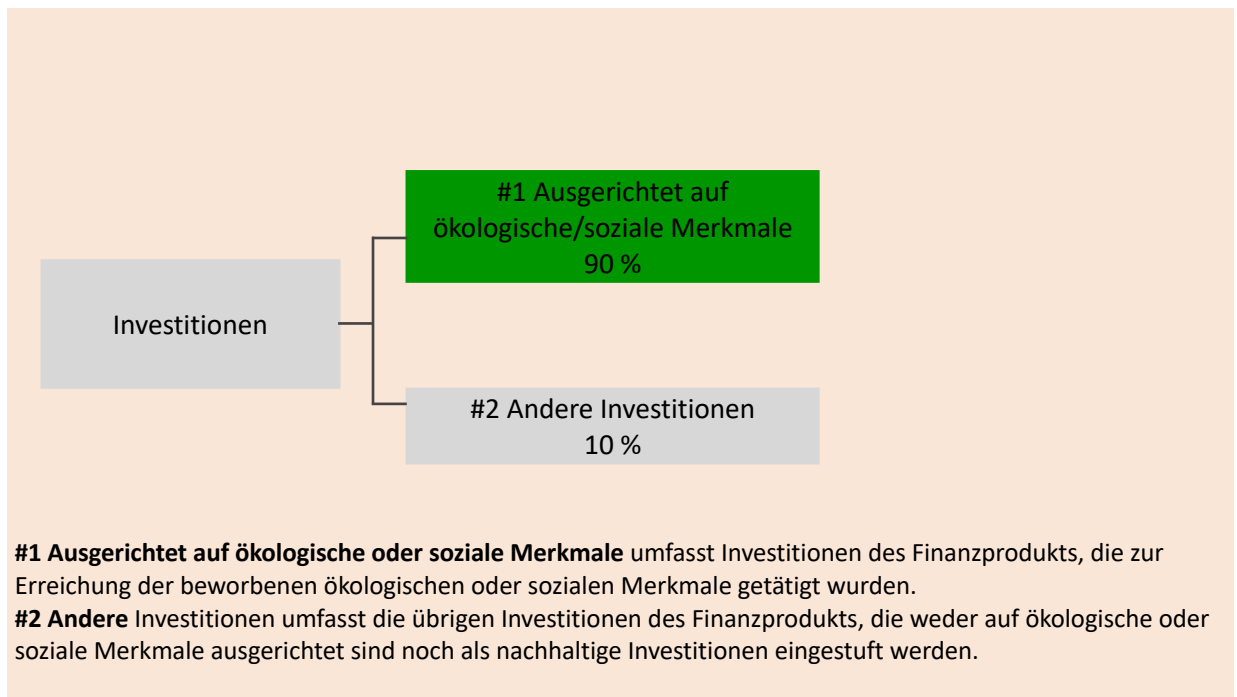 #1 Ausgerichtet auf
ökologische/soziale Merkmale
90 %
Investitionen
#2 Andere Investitionen
10 %
#1 Ausgerichtet auf ökologische oder soziale Merkmale umfasst Investitionen des Finanzprodukts, die zur
Erreichung der beworbenen ökologischen oder sozialen Merkmale getätigt wurden.
#2 Andere Investitionen umfasst die übrigen Investitionen des Finanzprodukts, die weder auf ökologische oder
soziale Merkmale ausgerichtet sind noch als nachhaltige Investitionen eingestuft werden.